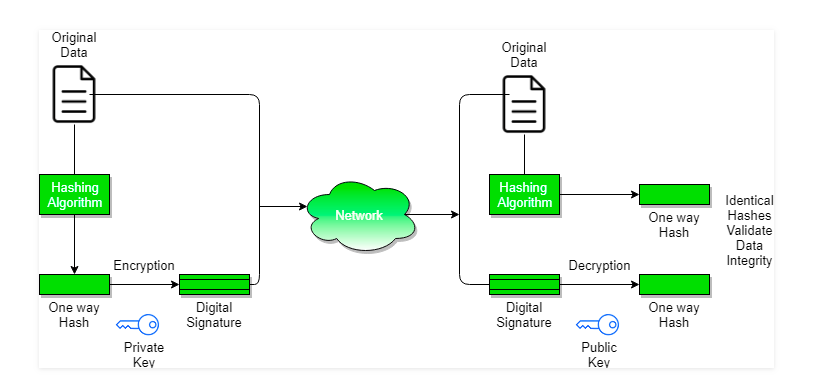 Original
Data
Original
Data
Hashing
Algorithm
Hashing
Algorithm
Network
One way
Hash
Identical
Hashes
Validate
Data
Integrity
Encryption
Decryption
One way
Hash
Digital
Signature
Digital
Signature
One way
Hash
Private
Key
Public
Key